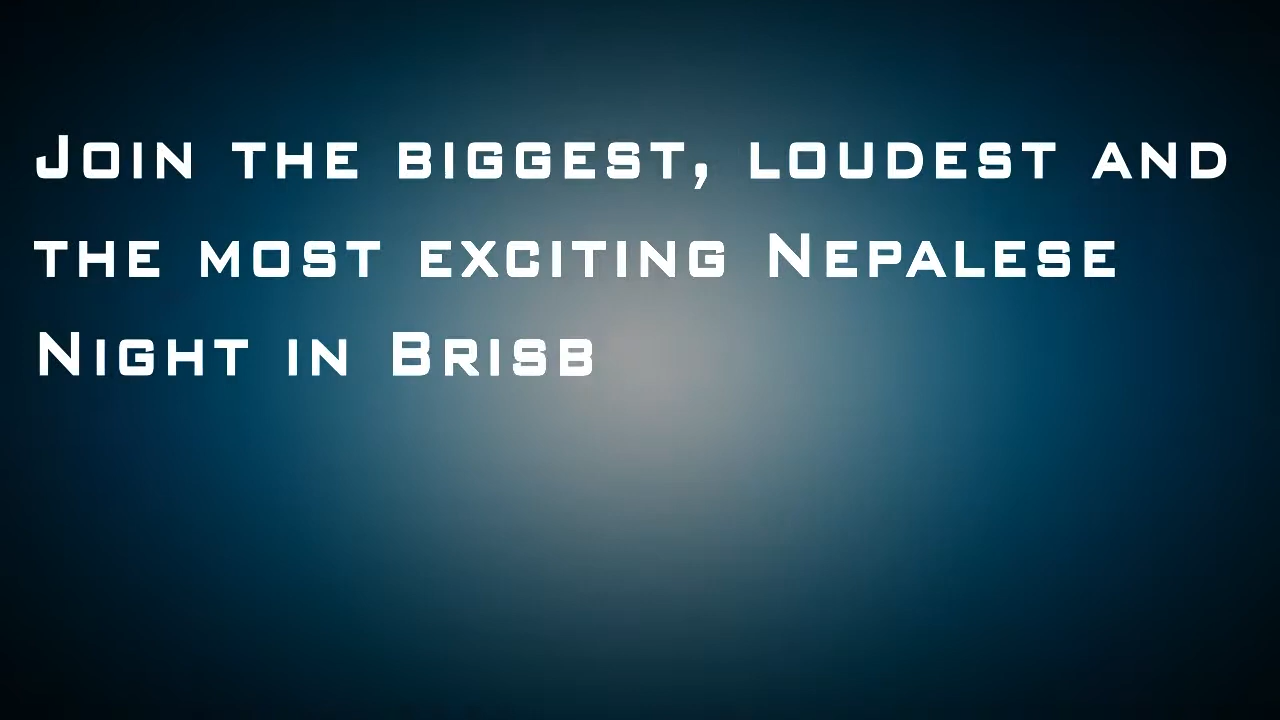 Join the biggest, loudest and
the most exciting Nepalese
Night in Brisb